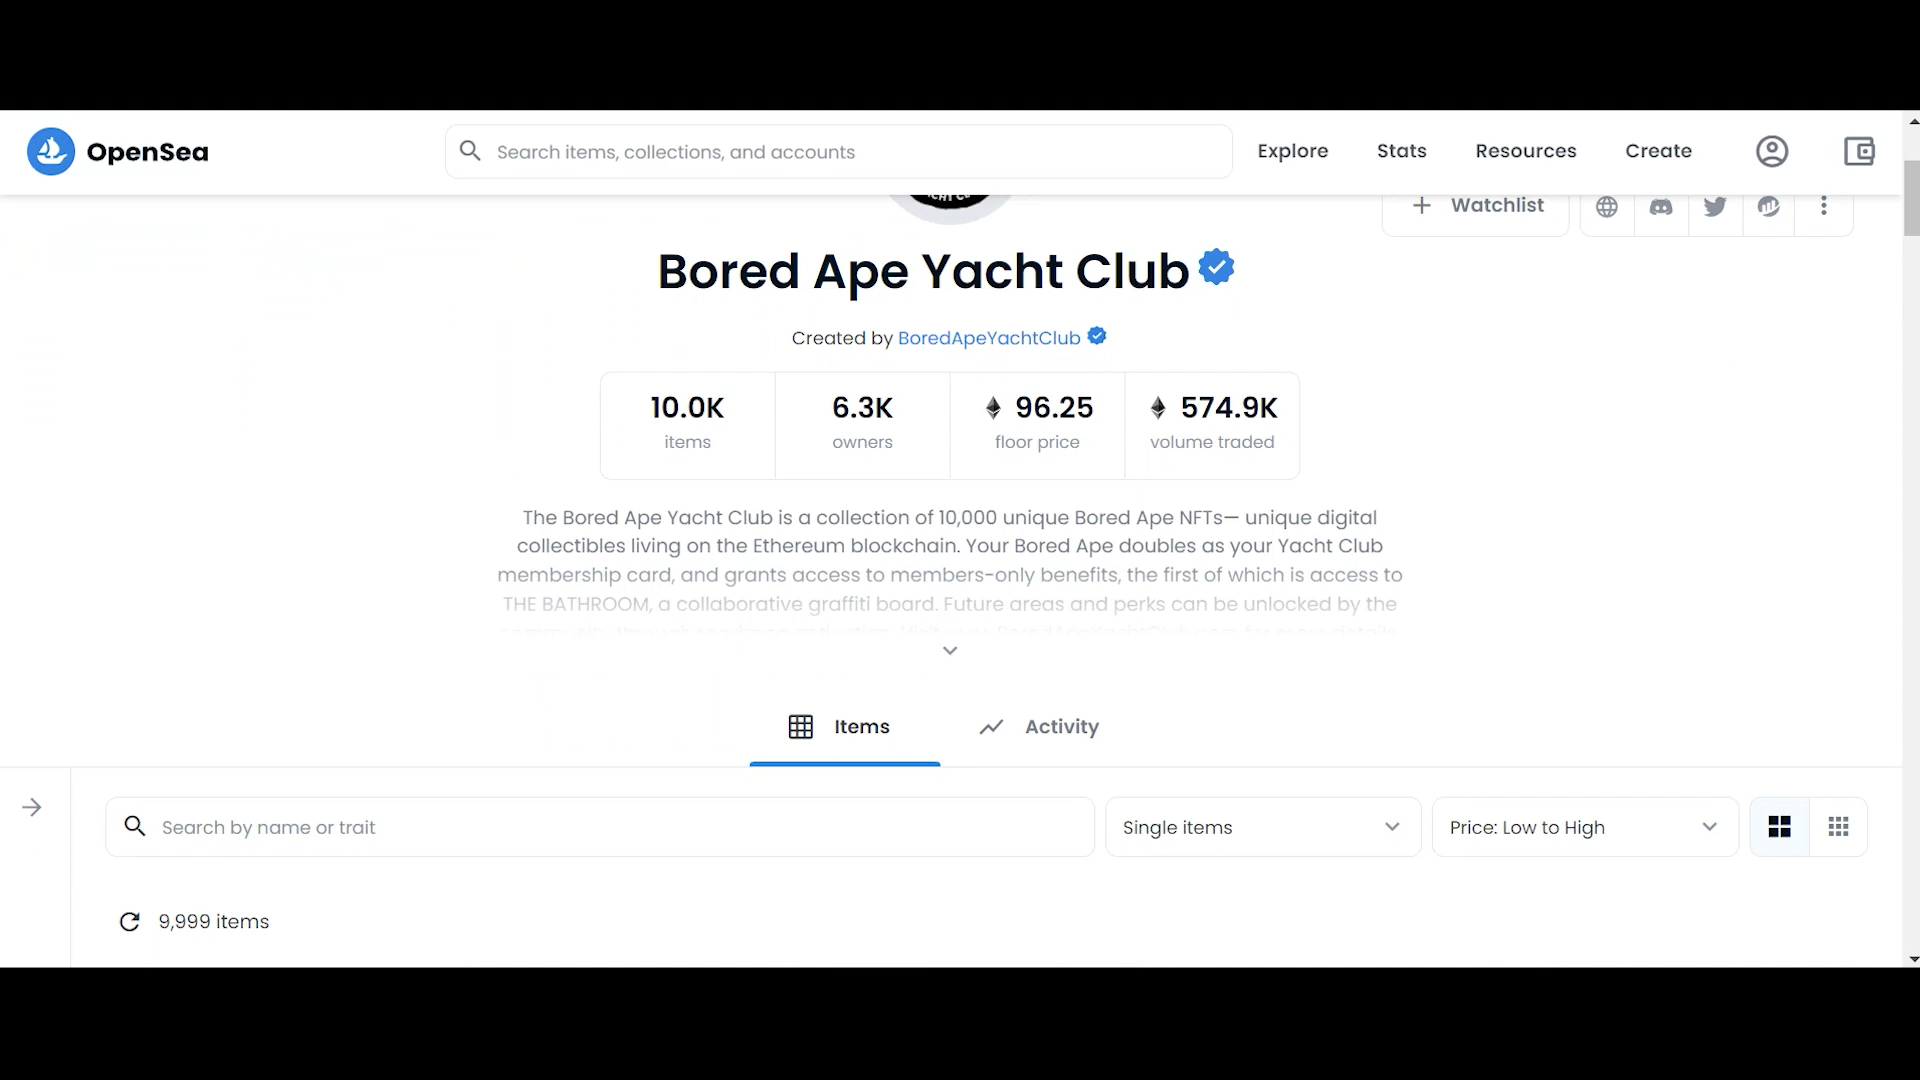 OpenSea
Search items, collections, and accounts
Explore
Stats
Resources
Create
Watchlist
Bored Ape Yacht Club
Created by BoredApeYachtClub
10.0K
items
6.3K
owners
96.25
floor price
574.9K
volume traded
The Bored Ape Yacht Club is a collection of 10,000 unique Bored Ape NFTs— unique digital
collectibles living on the Ethereum blockchain. Your Bored Ape doubles as your Yacht Club
membership card, and grants access to members-only benefits, the first of which is access to
THE BATHROOM, a collaborative graffiti board. Future areas and perks can be unlocked by the
Items
Activity
Search by name or trait
Single items
Price: Low to High
9,999 items